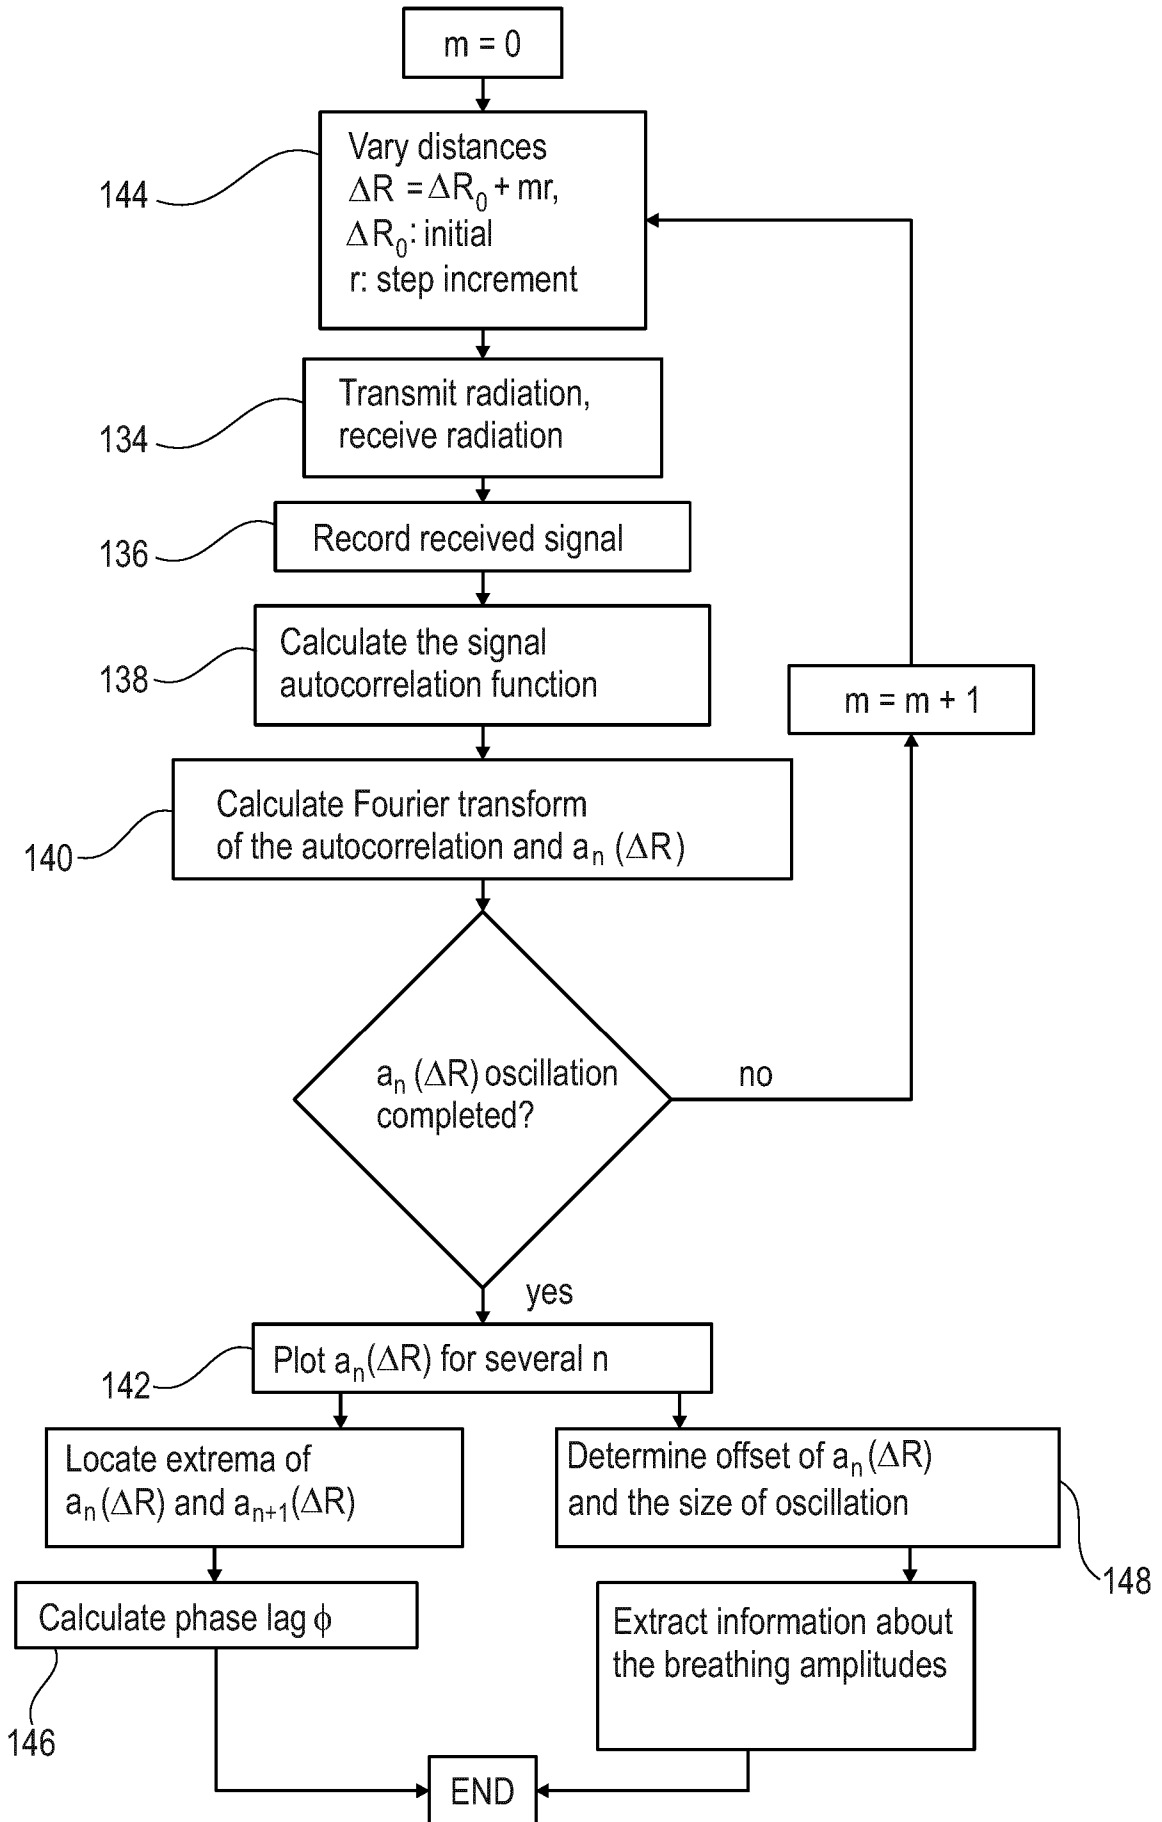 m = 0
Vary distances
ΔR = ΔR₀ + mr,
ΔR₀: initial
r: step increment
144
Transmit radiation,
receive radiation
134
Record received signal
136
Calculate the signal
autocorrelation function
138
m = m + 1
Calculate Fourier transform
of the autocorrelation and aₙ (ΔR)
140
aₙ (ΔR) oscillation
completed?
no
yes
Plot aₙ(ΔR) for several n
142
Locate extrema of
aₙ(ΔR) and aₙ₊₁(ΔR)
Determine offset of aₙ(ΔR)
and the size of oscillation
148
Calculate phase lag ϕ
146
Extract information about
the breathing amplitudes
END